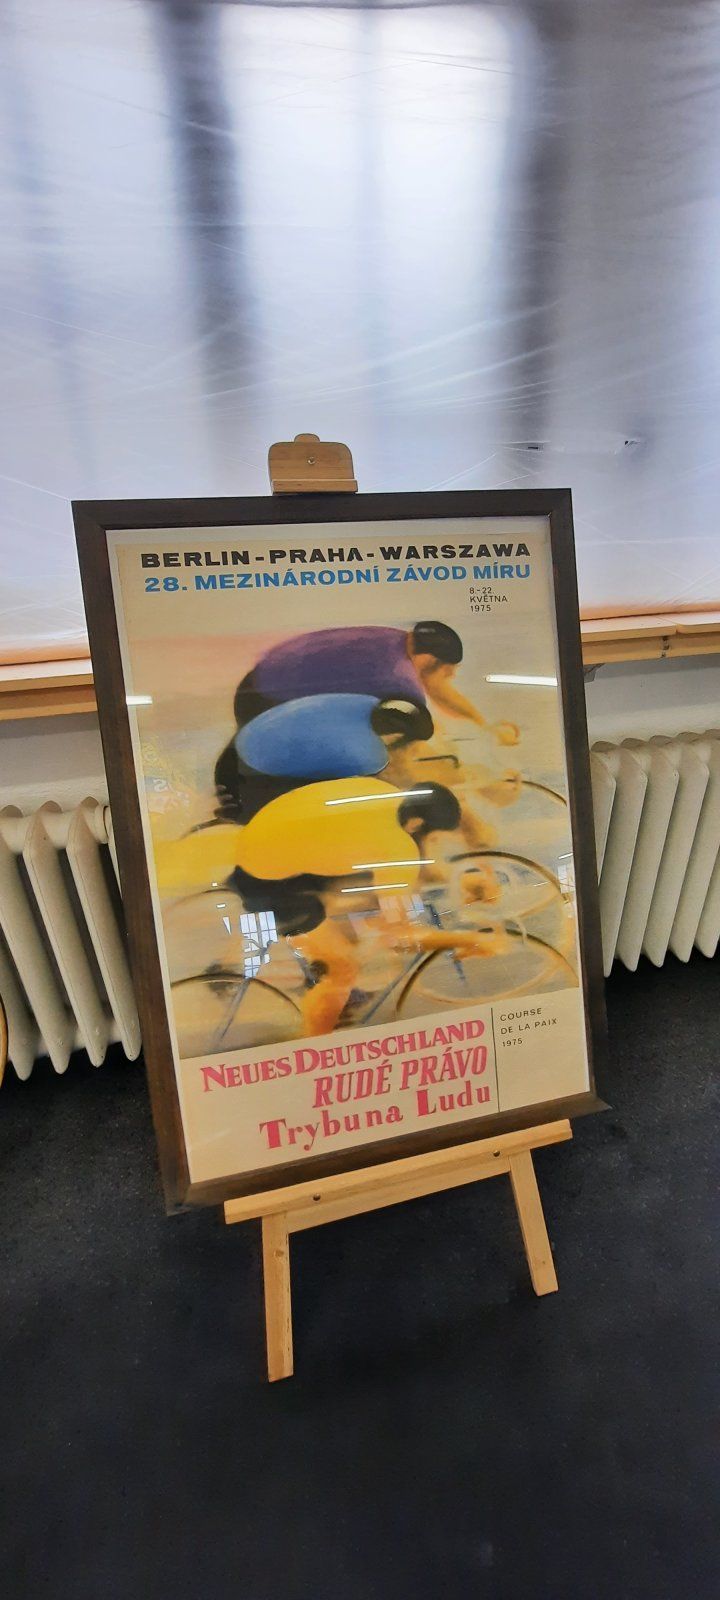 BERLIN - PRAHA - WARSZAWA
28. MEZINÁRODNÍ ZÁVOD MÍRU
8.-22.
KVĚTNA
1975
NEUES DEUTSCHLAND
RUDÉ PRÁVO
Trybuna Ludu
COURSE
DE LA PAIX
1975